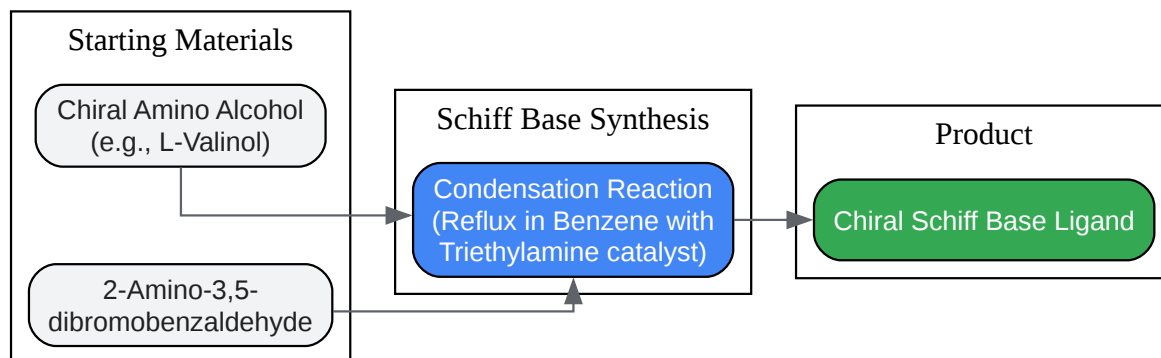 Starting Materials
Chiral Amino Alcohol
(e.g., L-Valinol)
2-Amino-3,5-
dibromobenzaldehyde
Schiff Base Synthesis
Condensation Reaction
(Reflux in Benzene with
Triethylamine catalyst)
Product
Chiral Schiff Base Ligand